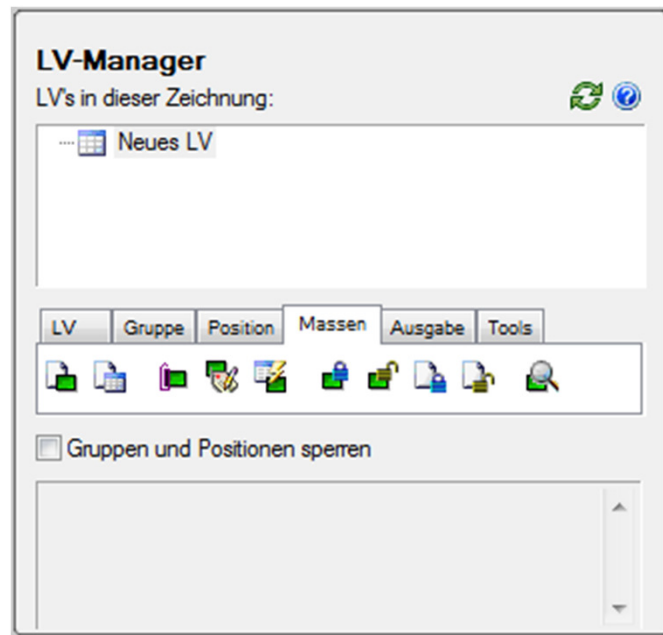 LV-Manager
LV's in dieser Zeichnung:
Neues LV
LV Gruppe Position Massen Ausgabe Tools
Gruppen und Positionen sperren